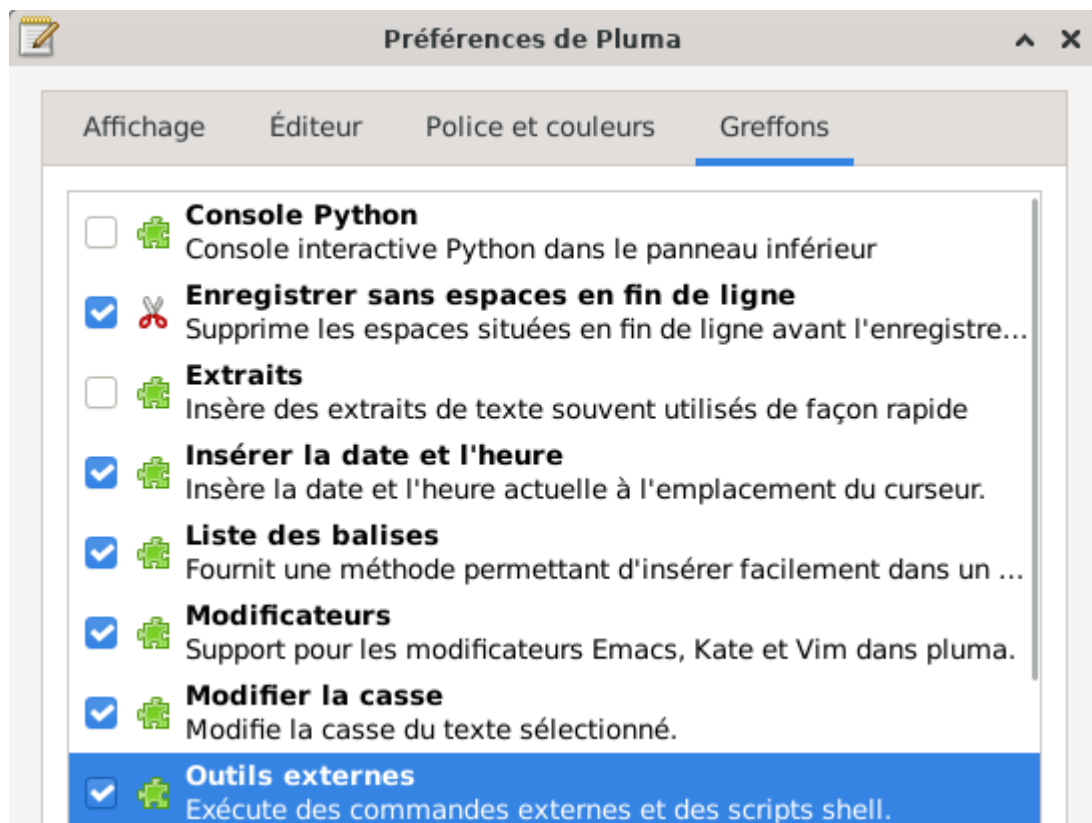 Préférences de Pluma
Affichage Éditeur Police et couleurs Greffons
Console Python
Console interactive Python dans le panneau inférieur
Enregistrer sans espaces en fin de ligne
Supprime les espaces situées en fin de ligne avant l'enregistre...
Extraits
Insère des extraits de texte souvent utilisés de façon rapide
Insérer la date et l'heure
Insère la date et l'heure actuelle à l'emplacement du curseur.
Liste des balises
Fournit une méthode permettant d'insérer facilement dans un ...
Modificateurs
Support pour les modificateurs Emacs, Kate et Vim dans pluma.
Modifier la casse
Modifie la casse du texte sélectionné.
Outils externes
Exécute des commandes externes et des scripts shell.